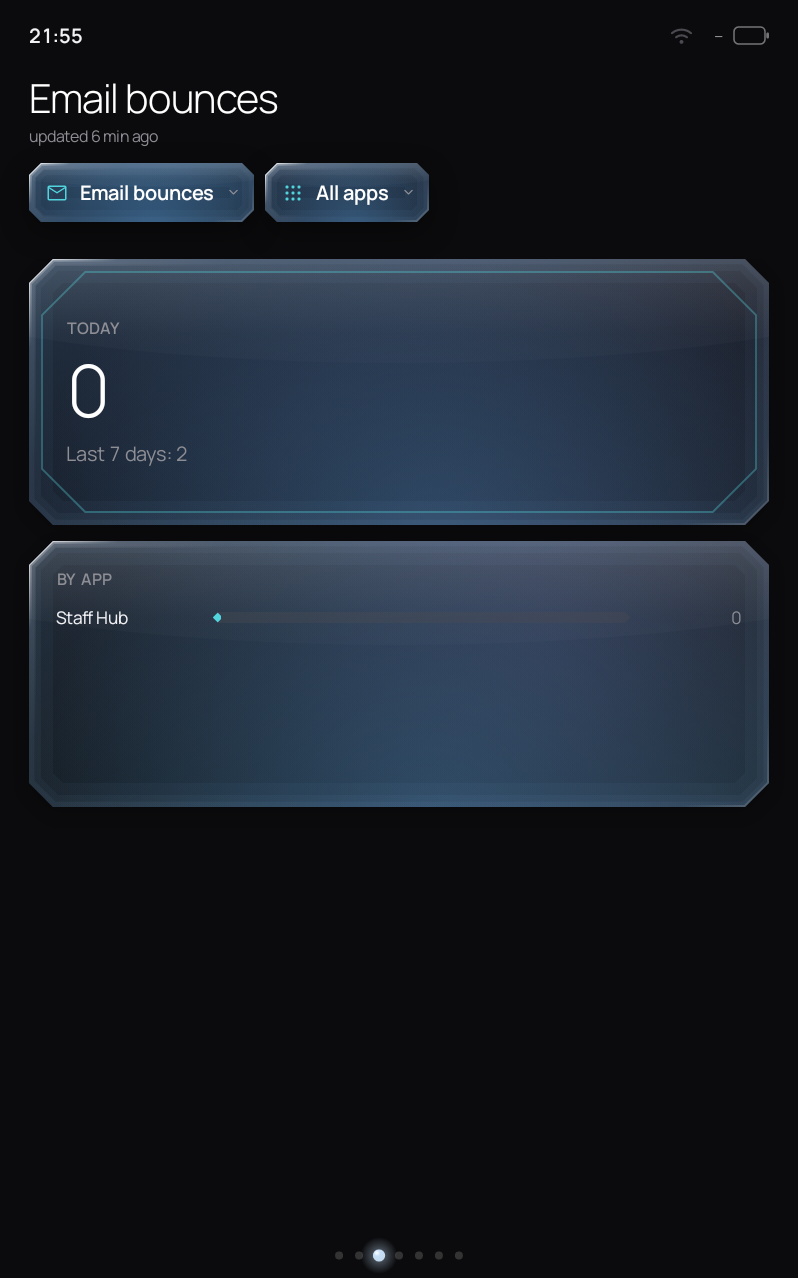 21:55
–
Email bounces
updated 6 min ago
Email bounces
All apps
TODAY
0
Last 7 days: 2
BY APP
Staff Hub 0